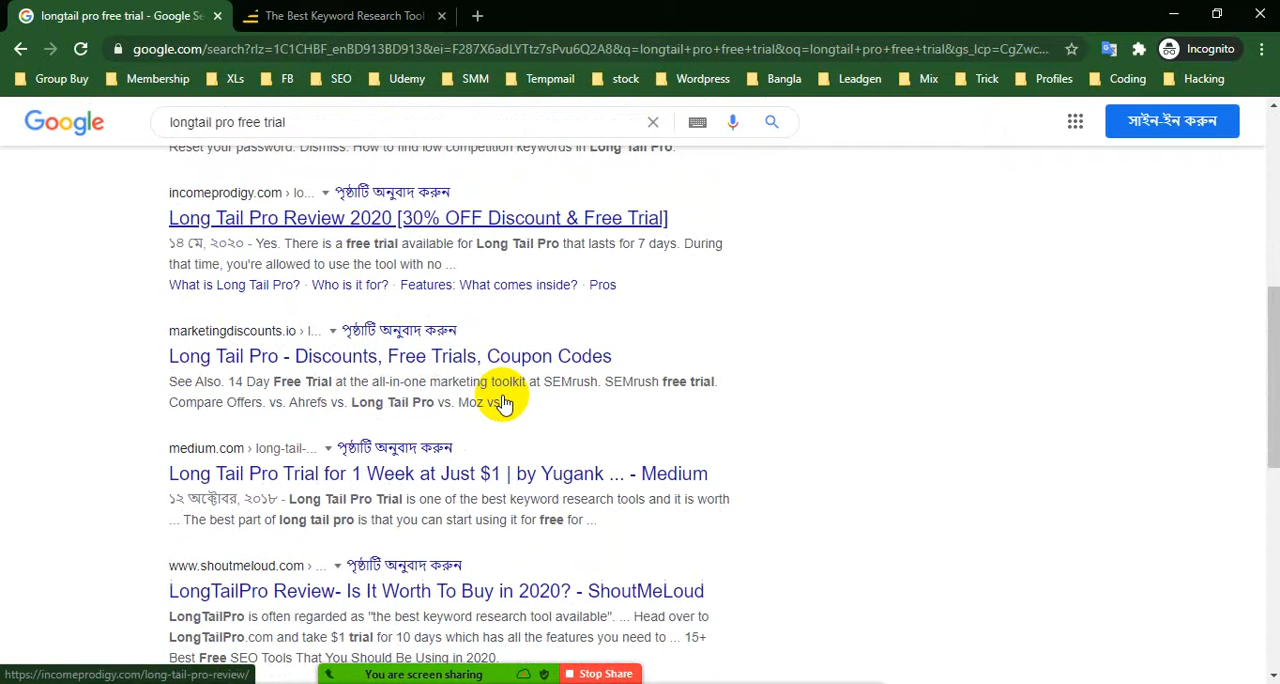 longtail pro free trial - Google Se
The Best Keyword Research Tool
google.com/search?rlz=1C1CHBF_enBD913BD913&ei=F287X6adLYTtz7sPvu6Q2A8&q=longtail+pro+free+trial&oq=longtail+pro+free+trial&gs_lcp=CgZwc...
Incognito
Group Buy
Membership
XLs
FB
SEO
Udemy
SMM
Tempmail
stock
Wordpress
Bangla
Leadgen
Mix
Trick
Profiles
Coding
Hacking
Google
longtail pro free trial
সাইন-ইন করুন
Reset your password. Dismiss. How to find low competition keywords in Long Tail Pro.
incomeprodigy.com › lo... পৃষ্ঠাটি অনুবাদ করুন
Long Tail Pro Review 2020 [30% OFF Discount & Free Trial]
১৪ মে, ২০২০ - Yes. There is a free trial available for Long Tail Pro that lasts for 7 days. During
that time, you're allowed to use the tool with no ...
What is Long Tail Pro? · Who is it for? · Features: What comes inside? · Pros
marketingdiscounts.io › l... পৃষ্ঠাটি অনুবাদ করুন
Long Tail Pro - Discounts, Free Trials, Coupon Codes
See Also. 14 Day Free Trial at the all-in-one marketing toolkit at SEMrush. SEMrush free trial.
Compare Offers. vs. Ahrefs vs. Long Tail Pro vs. Moz vs
medium.com › long-tail-... পৃষ্ঠাটি অনুবাদ করুন
Long Tail Pro Trial for 1 Week at Just $1 | by Yugank ... - Medium
১২ অক্টোবর, ২০১৮ - Long Tail Pro Trial is one of the best keyword research tools and it is worth
... The best part of long tail pro is that you can start using it for free for ...
www.shoutmeloud.com › ... পৃষ্ঠাটি অনুবাদ করুন
LongTailPro Review- Is It Worth To Buy in 2020? - ShoutMeLoud
LongTailPro is often regarded as "the best keyword research tool available". ... Head over to
LongTailPro.com and take $1 trial for 10 days which has all the features you need to ... 15+
Best Free SEO Tools That You Should Be Using in 2020.
https://incomeprodigy.com/long-tail-pro-review/
You are screen sharing
Stop Share